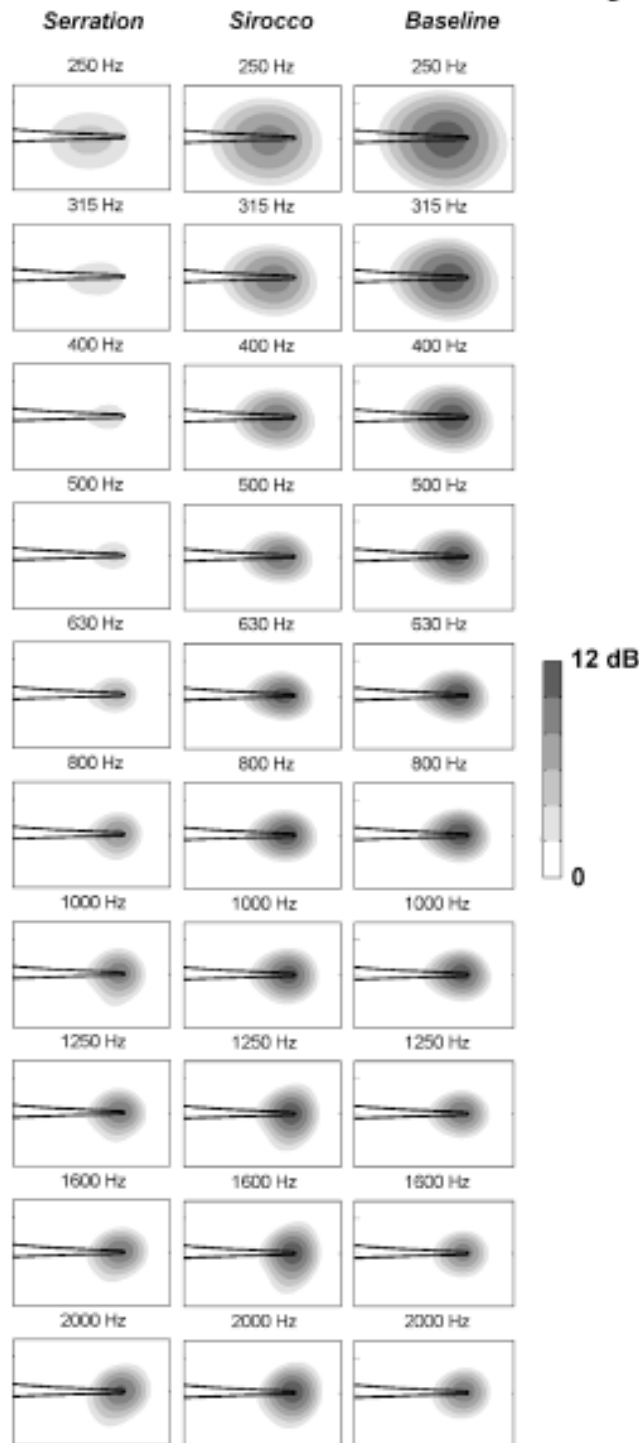 Serration Sirocco Baseline
250 Hz 250 Hz 250 Hz
315 Hz 315 Hz 315 Hz
400 Hz 400 Hz 400 Hz
500 Hz 500 Hz 500 Hz
630 Hz 630 Hz 630 Hz
12 dB
800 Hz 800 Hz 800 Hz
0
1000 Hz 1000 Hz 1000 Hz
1250 Hz 1250 Hz 1250 Hz
1600 Hz 1600 Hz 1600 Hz
2000 Hz 2000 Hz 2000 Hz